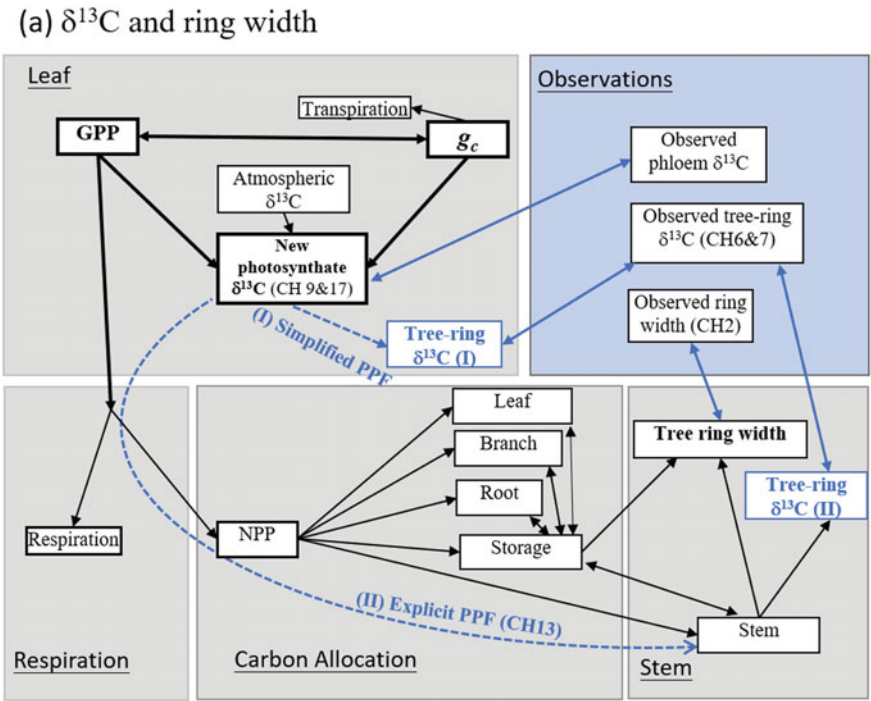 (a) δ¹³C and ring width
Leaf
Transpiration
GPP
g_c
Atmospheric
δ¹³C
New
photosynthate
δ¹³C (CH 9&17)
(I) Simplified PPF
Tree-ring
δ¹³C (I)
Observations
Observed
phloem δ¹³C
Observed tree-ring
δ¹³C (CH6&7)
Observed ring
width (CH2)
Respiration
Respiration
NPP
Leaf
Branch
Root
Storage
(II) Explicit PPF (CH13)
Carbon Allocation
Tree ring width
Tree-ring
δ¹³C (II)
Stem
Stem